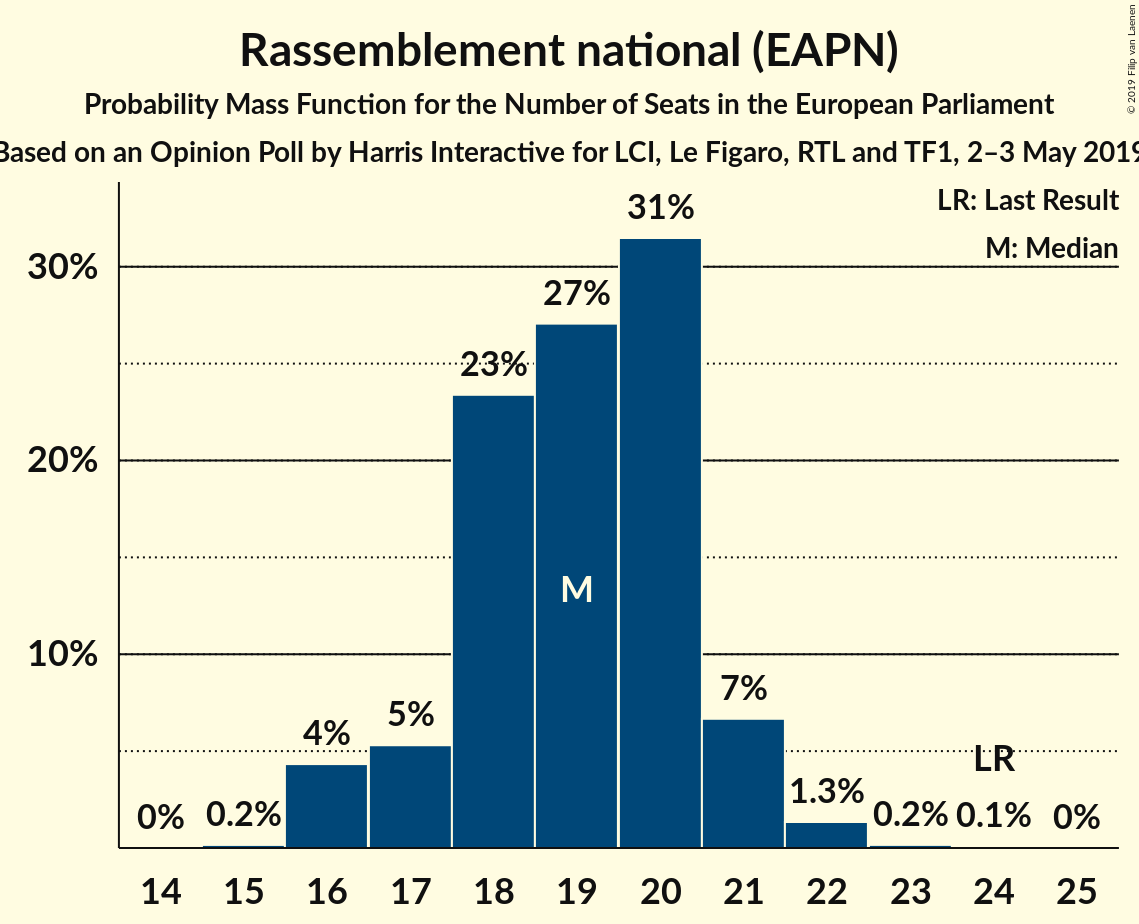 Rassemblement national (EAPN)
Probability Mass Function for the Number of Seats in the European Parliament
Based on an Opinion Poll by Harris Interactive for LCI, Le Figaro, RTL and TF1, 2–3 May 2019
© 2019 Filip van Laenen
LR: Last Result
M: Median
30%
20%
10%
0%
0.2%
4%
5%
23%
27%
31%
7%
1.3%
0.2%
0.1%
0%
M
LR
14 15 16 17 18 19 20 21 22 23 24 25